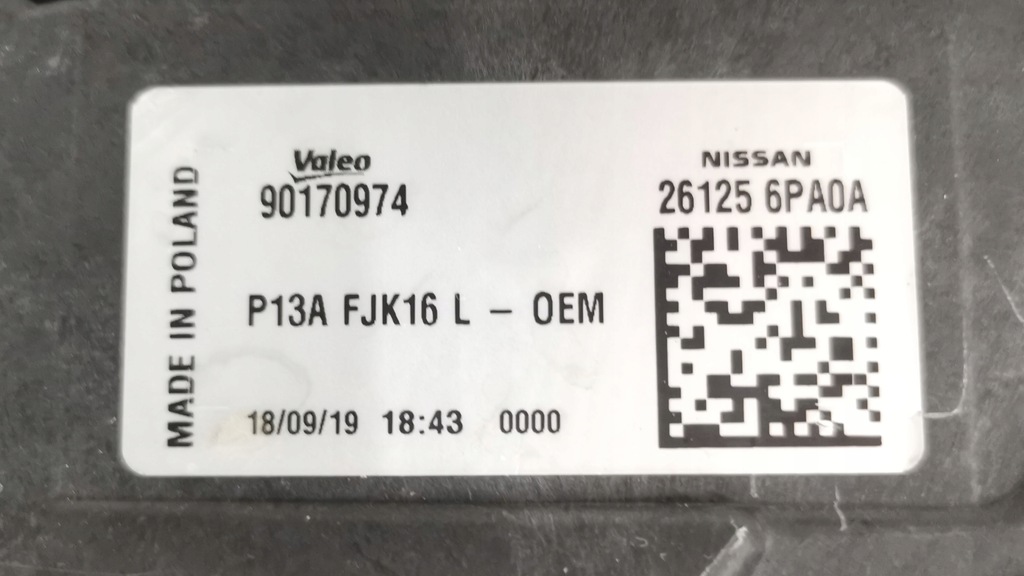 MADE IN POLAND
Valeo
90170974
P13A FJK16 L - OEM
18/09/19 18:43 0000
NISSAN
26125 6PA0A